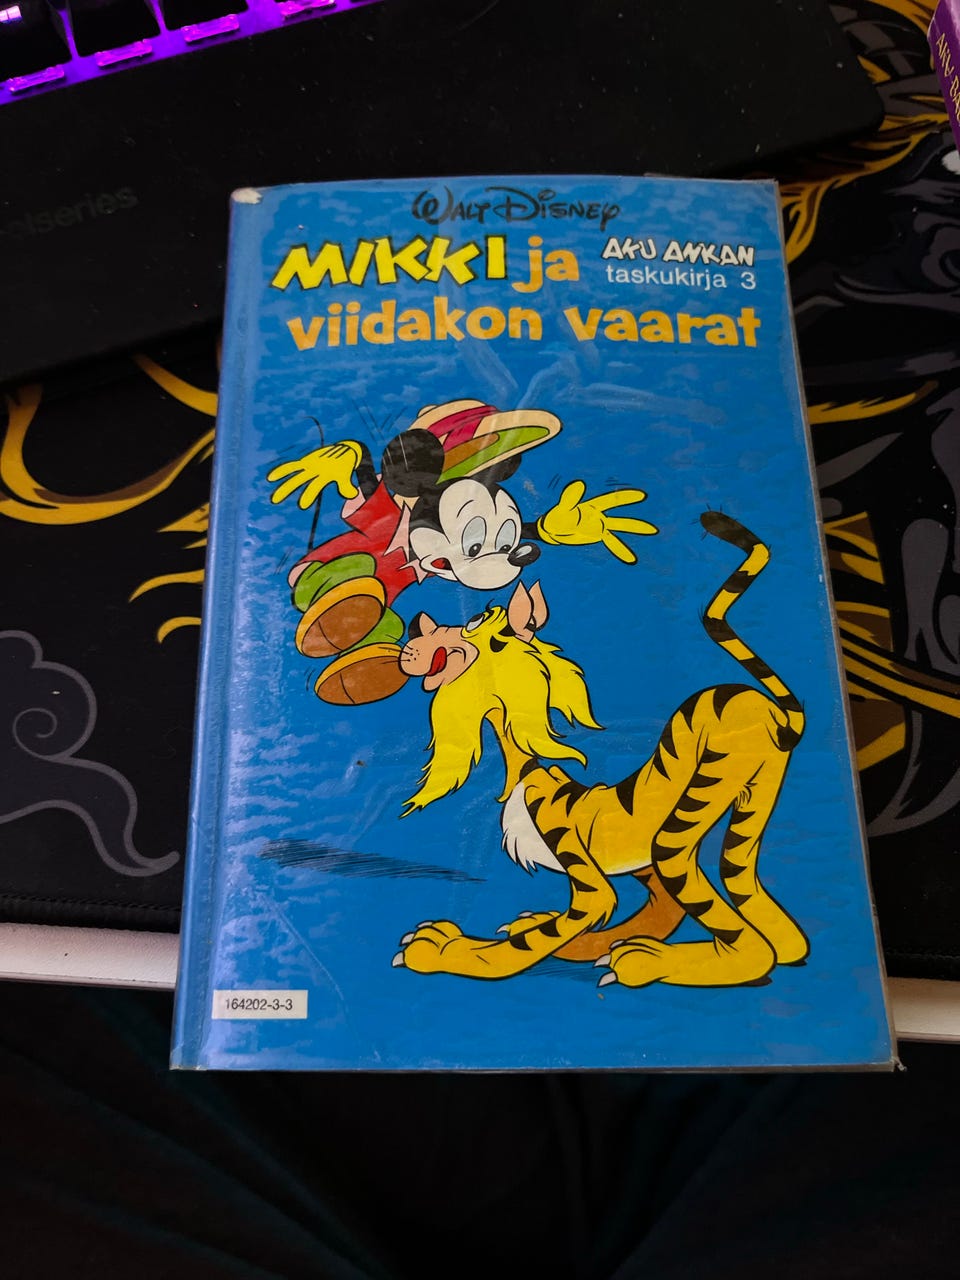 WALT DISNEY
MIKKI ja
viidakon vaarat
AKU ANKAN
taskukirja 3
164202-3-3